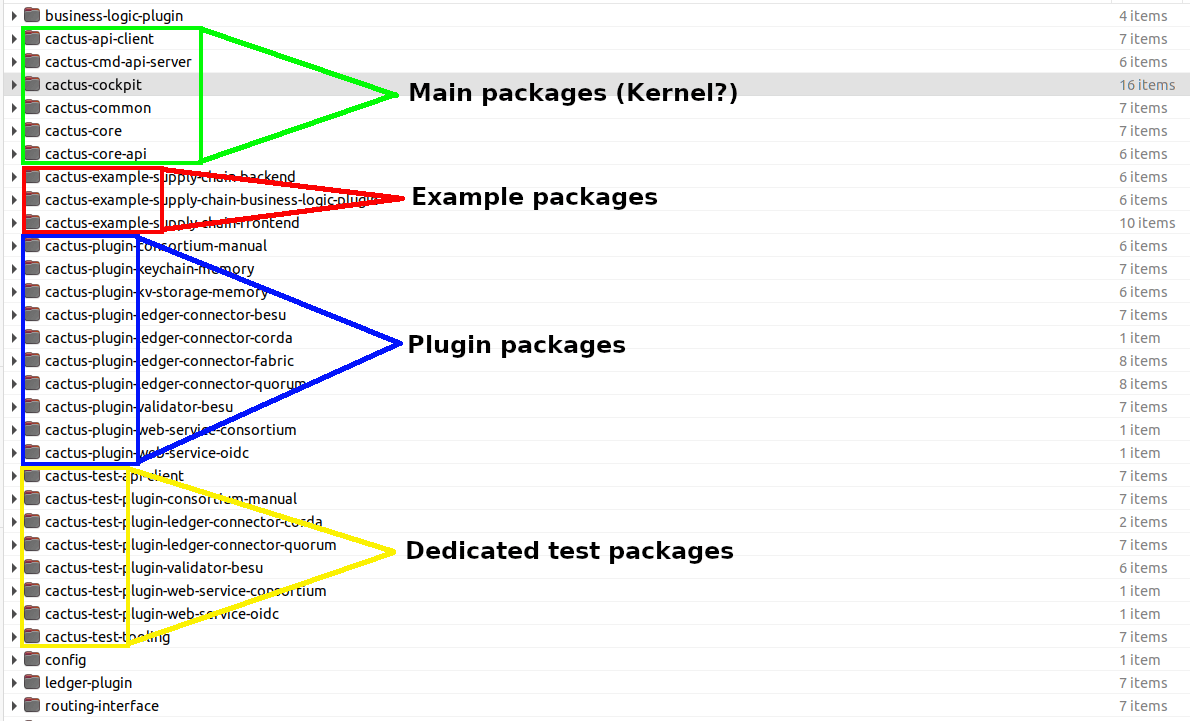 business-logic-plugin 4 items
cactus-api-client 7 items
cactus-cmd-api-server 6 items
cactus-cockpit 16 items
Main packages (Kernel?)
cactus-common 7 items
cactus-core 7 items
cactus-core-api 6 items
cactus-example-supply-chain-backend 6 items
cactus-example-supply-chain-business-logic-plugin 6 items
Example packages
cactus-example-supply-chain-frontend 10 items
cactus-plugin-consortium-manual 6 items
cactus-plugin-keychain-memory 7 items
cactus-plugin-kv-storage-memory 6 items
cactus-plugin-ledger-connector-besu 7 items
cactus-plugin-ledger-connector-corda 1 item
Plugin packages
cactus-plugin-ledger-connector-fabric 8 items
cactus-plugin-ledger-connector-quorum 8 items
cactus-plugin-validator-besu 7 items
cactus-plugin-web-service-consortium 1 item
cactus-plugin-web-service-oidc 1 item
cactus-test-api-client 7 items
cactus-test-plugin-consortium-manual 7 items
cactus-test-plugin-ledger-connector-corda 2 items
cactus-test-plugin-ledger-connector-quorum 7 items
Dedicated test packages
cactus-test-plugin-validator-besu 6 items
cactus-test-plugin-web-service-consortium 1 item
cactus-test-plugin-web-service-oidc 1 item
cactus-test-tooling 7 items
config 1 item
ledger-plugin 7 items
routing-interface 7 items